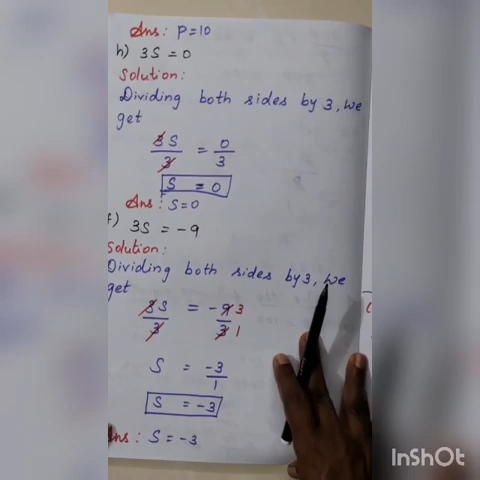 Ans: P=10
h) 3S = 0
Solution:
Dividing both sides by 3, we
get
3S/3 = 0/3
S = 0
Ans: S=0
f) 3S = -9
Solution:
Dividing both sides by 3, we
get
3S/3 = -9 3/3 1
S = -3/1
S = -3
Ans: S = -3
InShOt